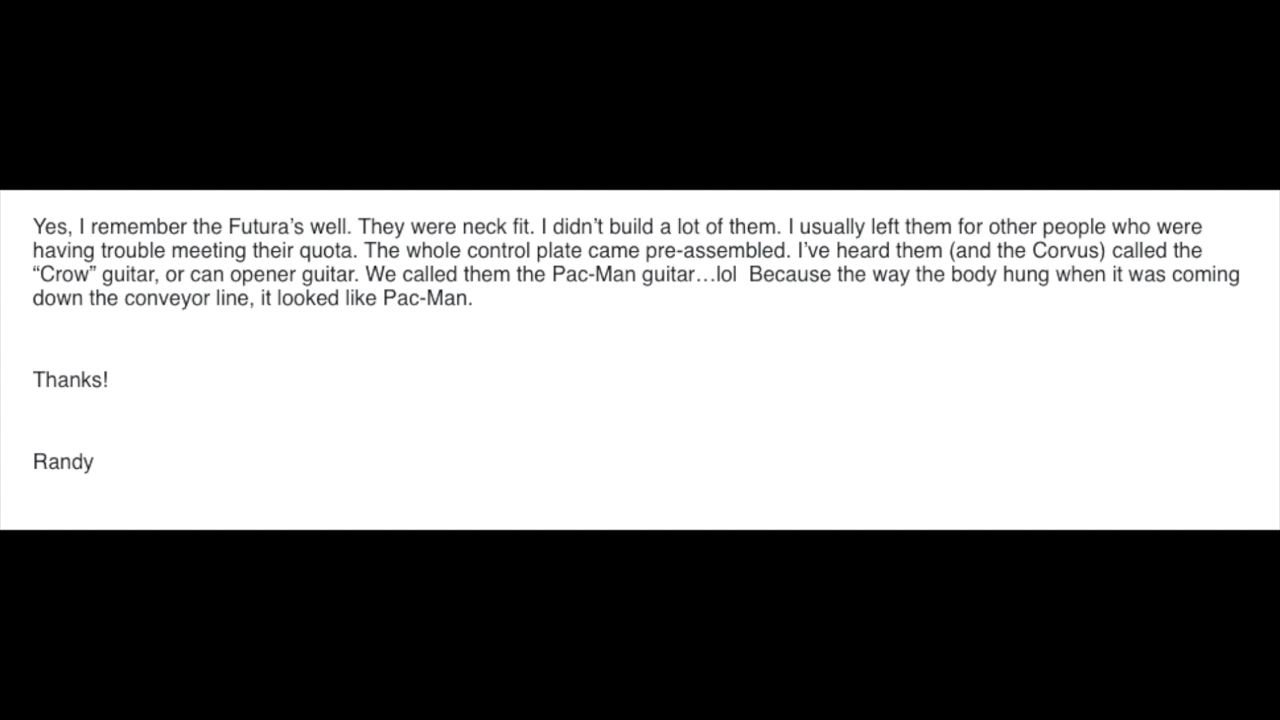 Yes, I remember the Futura’s well. They were neck fit. I didn’t build a lot of them. I usually left them for other people who were
having trouble meeting their quota. The whole control plate came pre-assembled. I’ve heard them (and the Corvus) called the
“Crow” guitar, or can opener guitar. We called them the Pac-Man guitar…lol  Because the way the body hung when it was coming
down the conveyor line, it looked like Pac-Man.
Thanks!
Randy